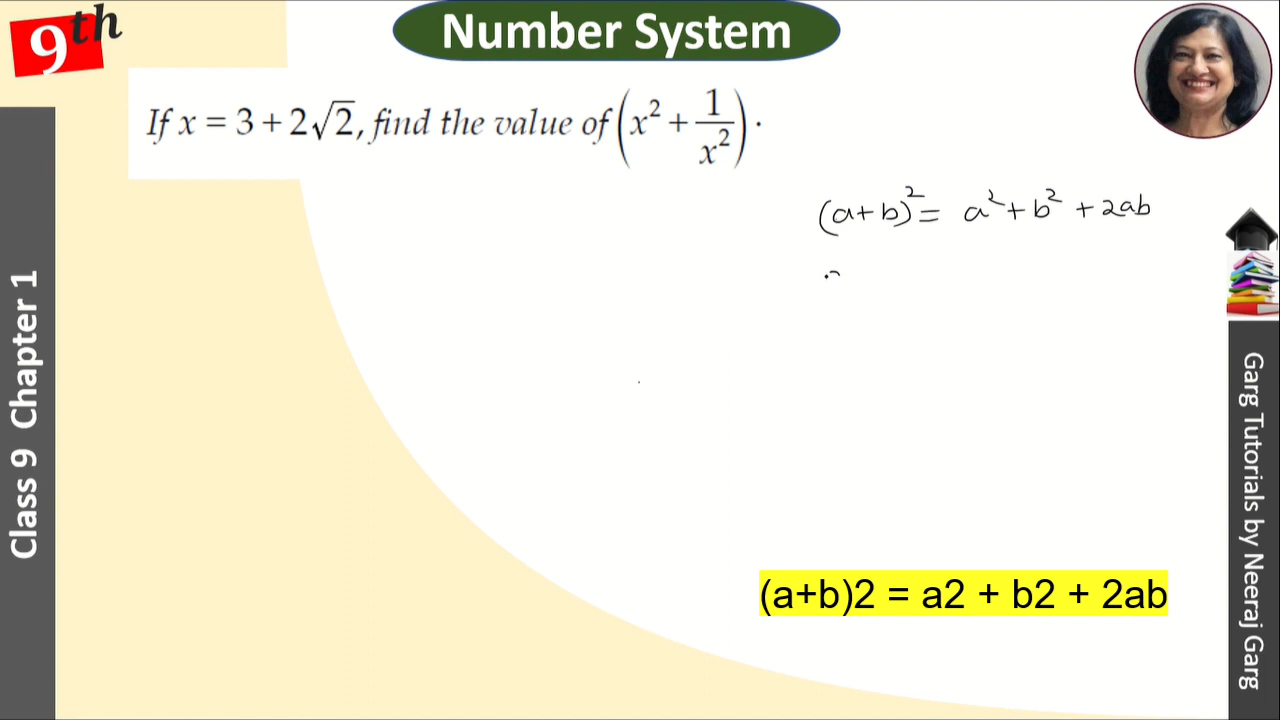 9th
Number System
If x = 3 + 2√2, find the value of (x² + 1/x²).
(a+b)² = a² + b² + 2ab
Class 9 Chapter 1
Garg Tutorials by Neeraj Garg
(a+b)2 = a2 + b2 + 2ab